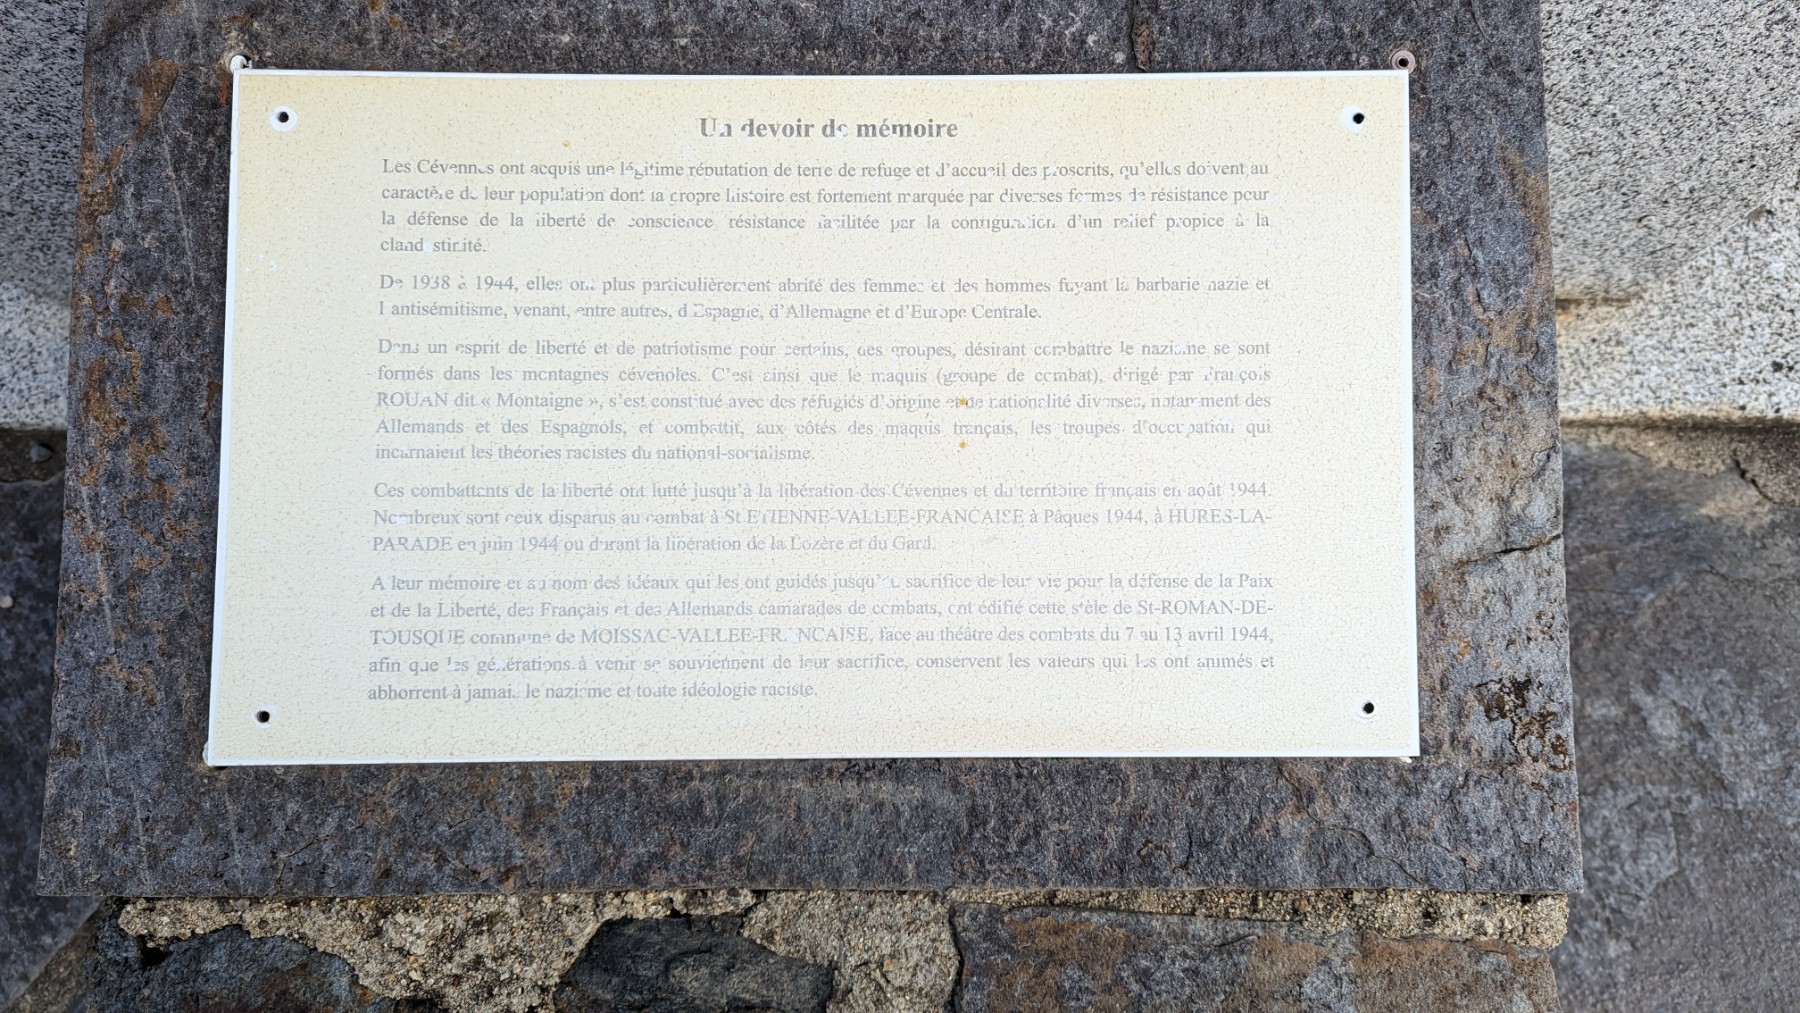 Un devoir de mémoire
Les Cévennes ont acquis une légitime réputation de terre de refuge et d'accueil des proscrits, qu'elles doivent au
caractère de leur population dont la propre histoire est fortement marquée par diverses formes de résistance pour
la défense de la liberté de conscience résistance facilitée par la configuration d'un relief propice à la
clandestinité.
De 1938 à 1944, elles ont plus particulièrement abrité des femmes et des hommes fuyant la barbarie nazie et
l'antisémitisme, venant, entre autres, d'Espagne, d'Allemagne et d'Europe Centrale.
Dans un esprit de liberté et de patriotisme pour certains, des groupes, désirant combattre le nazisme se sont
formés dans les montagnes cévenoles. C'est ainsi que le maquis (groupe de combat), dirigé par François
ROUAN dit « Montaigne », s'est constitué avec des réfugiés d'origine et de nationalité diverses, notamment des
Allemands et des Espagnols, et combattit, aux côtés des maquis français, les troupes d'occupation qui
incarnaient les théories racistes du national-socialisme.
Ces combattants de la liberté ont lutté jusqu'à la libération des Cévennes et du territoire français en août 1944.
Nombreux sont ceux disparus au combat à St ETIENNE-VALLEE-FRANCAISE à Pâques 1944, à HURES-LA-
PARADE en juin 1944 ou durant la libération de la Lozère et du Gard.
A leur mémoire et au nom des idéaux qui les ont guidés jusqu'au sacrifice de leur vie pour la défense de la Paix
et de la Liberté, des Français et des Allemands camarades de combats, ont édifié cette stèle de St-ROMAN-DE-
TOUSQUE commune de MOISSAC-VALLEE-FRANCAISE, face au théâtre des combats du 7 au 13 avril 1944,
afin que les générations à venir se souviennent de leur sacrifice, conservent les valeurs qui les ont animés et
abhorrent à jamais le nazisme et toute idéologie raciste.